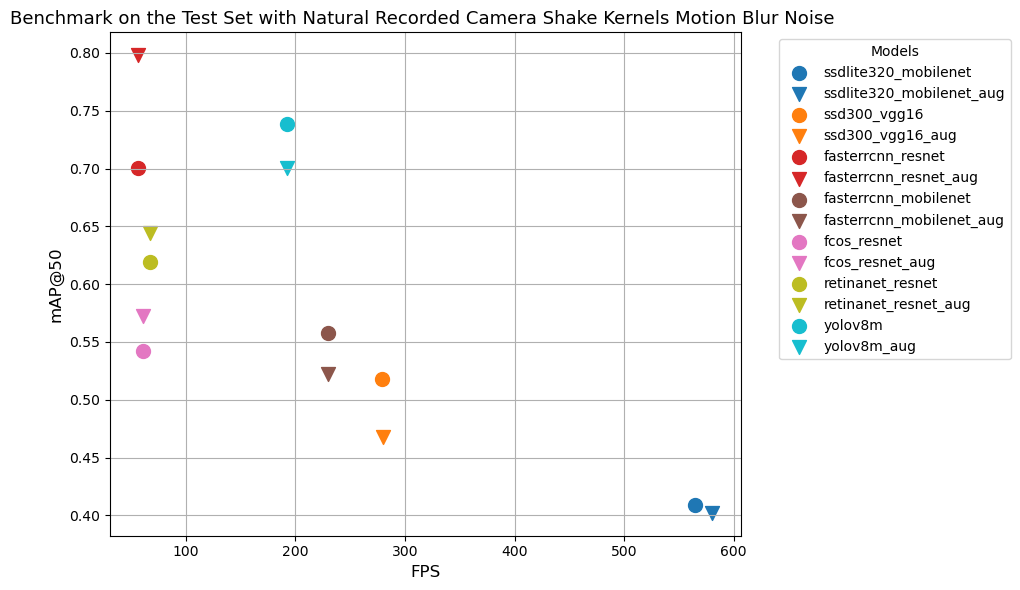 Benchmark on the Test Set with Natural Recorded Camera Shake Kernels Motion Blur Noise
mAP@50
0.80
0.75
0.70
0.65
0.60
0.55
0.50
0.45
0.40
100
200
300
400
500
600
FPS
Models
ssdlite320_mobilenet
ssdlite320_mobilenet_aug
ssd300_vgg16
ssd300_vgg16_aug
fasterrcnn_resnet
fasterrcnn_resnet_aug
fasterrcnn_mobilenet
fasterrcnn_mobilenet_aug
fcos_resnet
fcos_resnet_aug
retinanet_resnet
retinanet_resnet_aug
yolov8m
yolov8m_aug